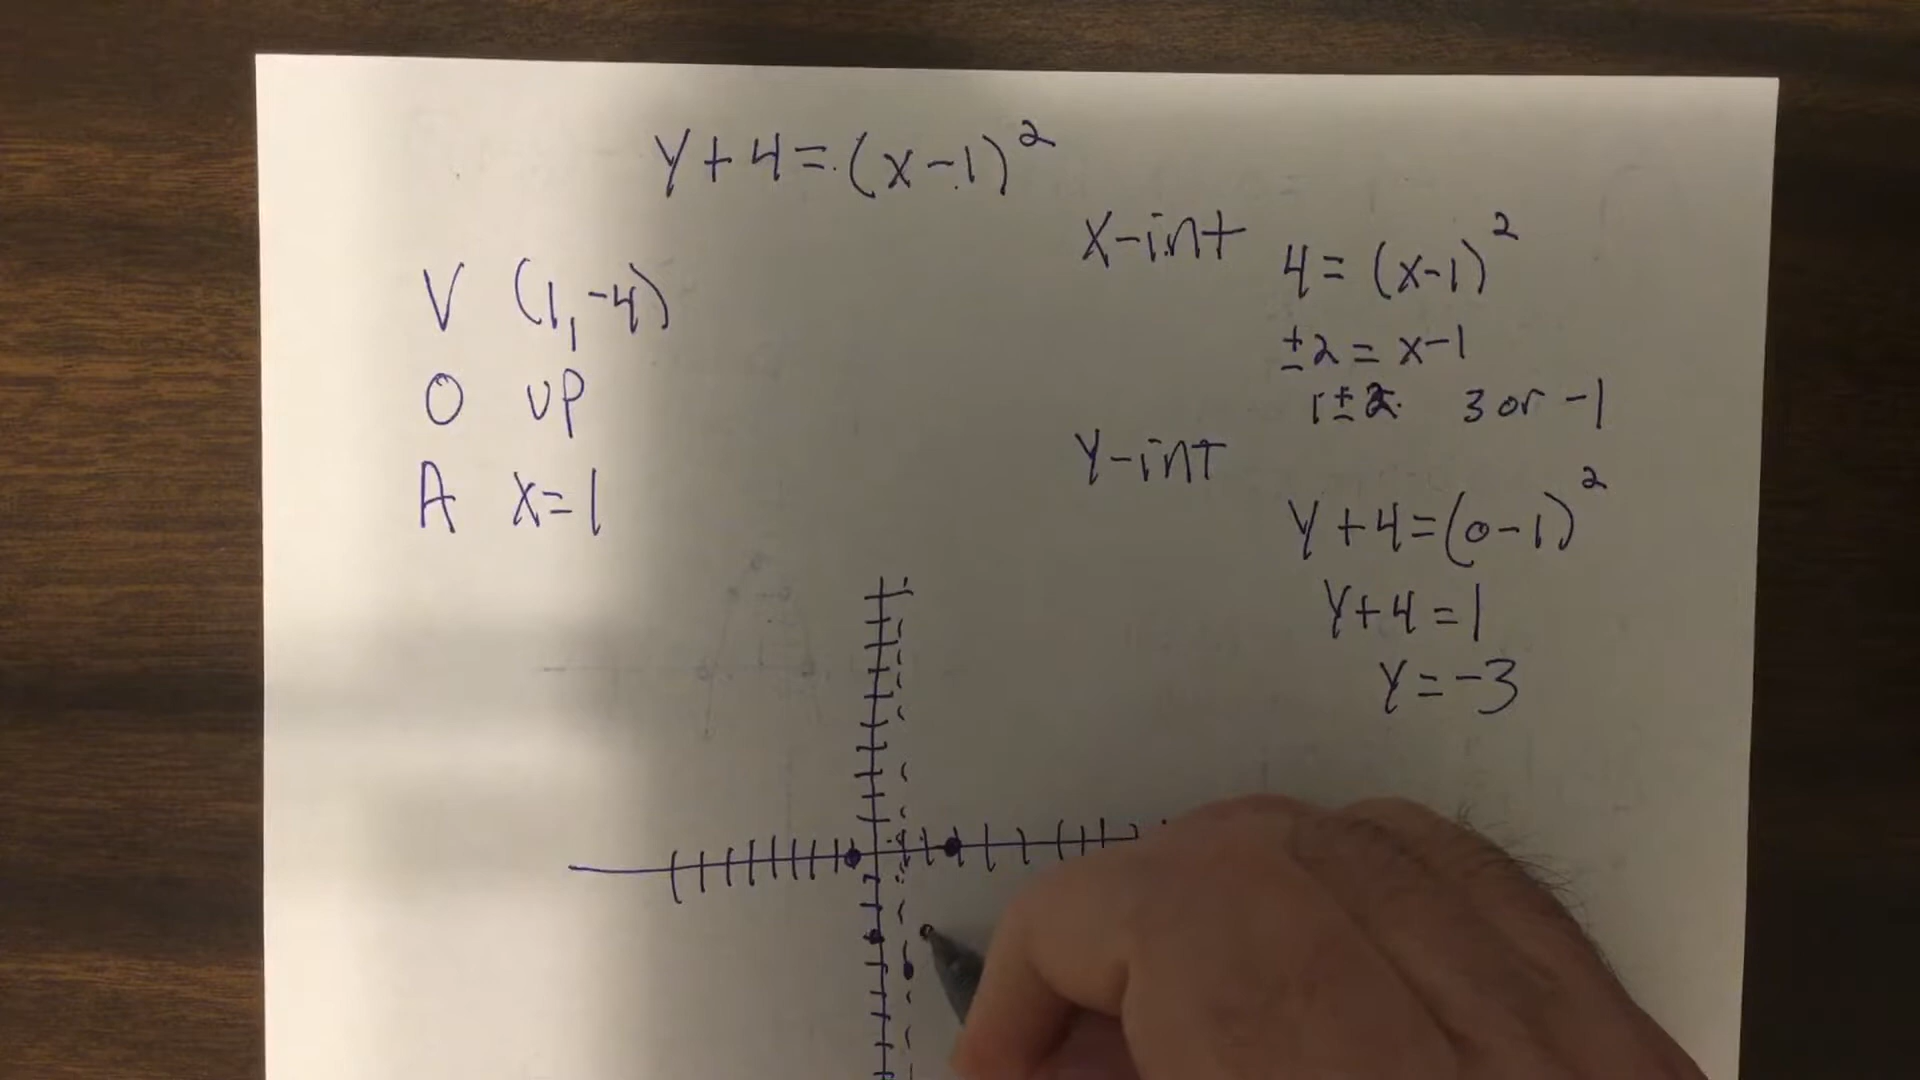 y+4=(x-1)²
V (1,-4)
O up
A x=1
x-int
4=(x-1)²
±2=x-1
1±2. 3 or -1
y-int
y+4=(0-1)²
y+4=1
y=-3